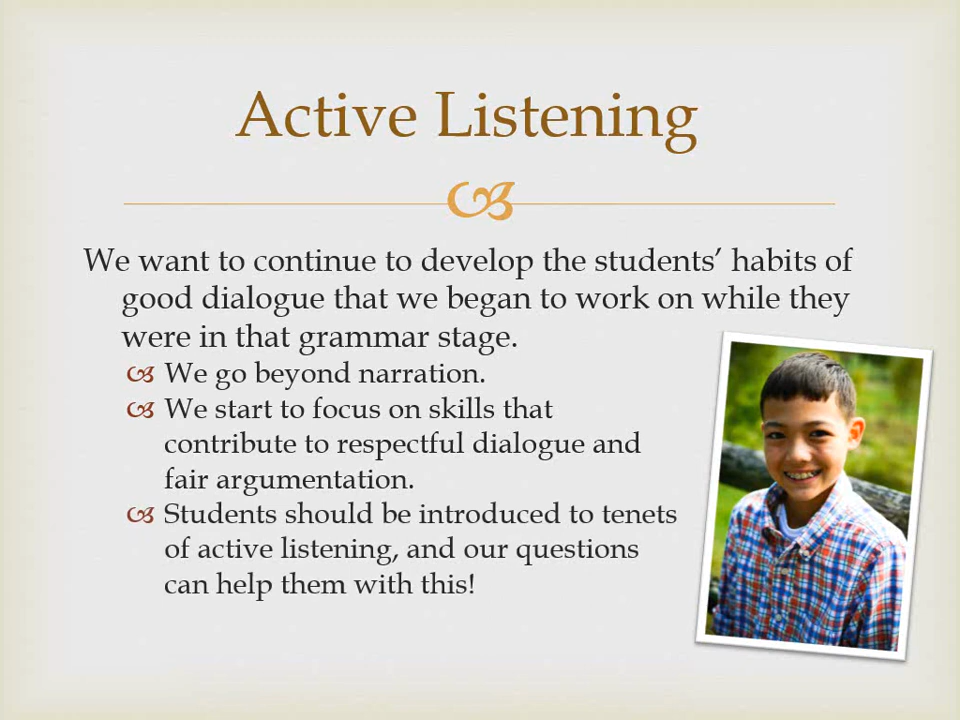 Active Listening
We want to continue to develop the students’ habits of
good dialogue that we began to work on while they
were in that grammar stage.
We go beyond narration.
We start to focus on skills that
contribute to respectful dialogue and
fair argumentation.
Students should be introduced to tenets
of active listening, and our questions
can help them with this!